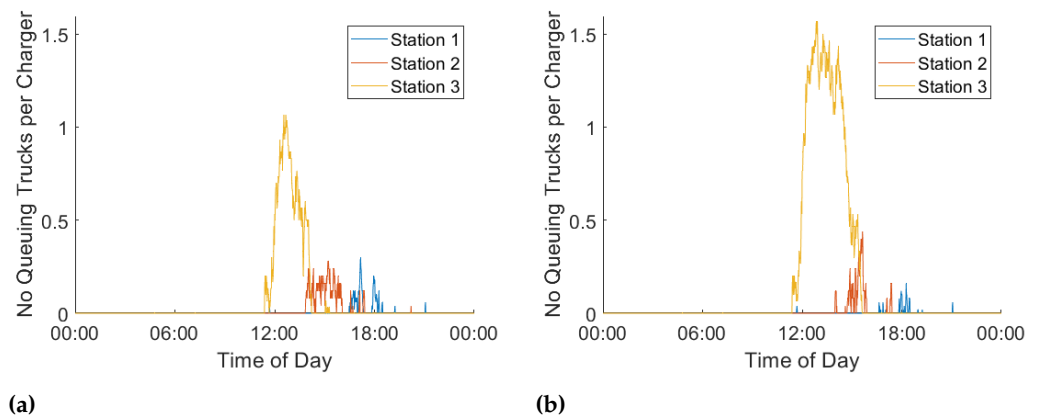 No Queuing Trucks per Charger
1.5
1
0.5
0
00:00 06:00 12:00 18:00 00:00
Time of Day
Station 1
Station 2
Station 3
(a)
No Queuing Trucks per Charger
1.5
1
0.5
0
00:00 06:00 12:00 18:00 00:00
Time of Day
Station 1
Station 2
Station 3
(b)